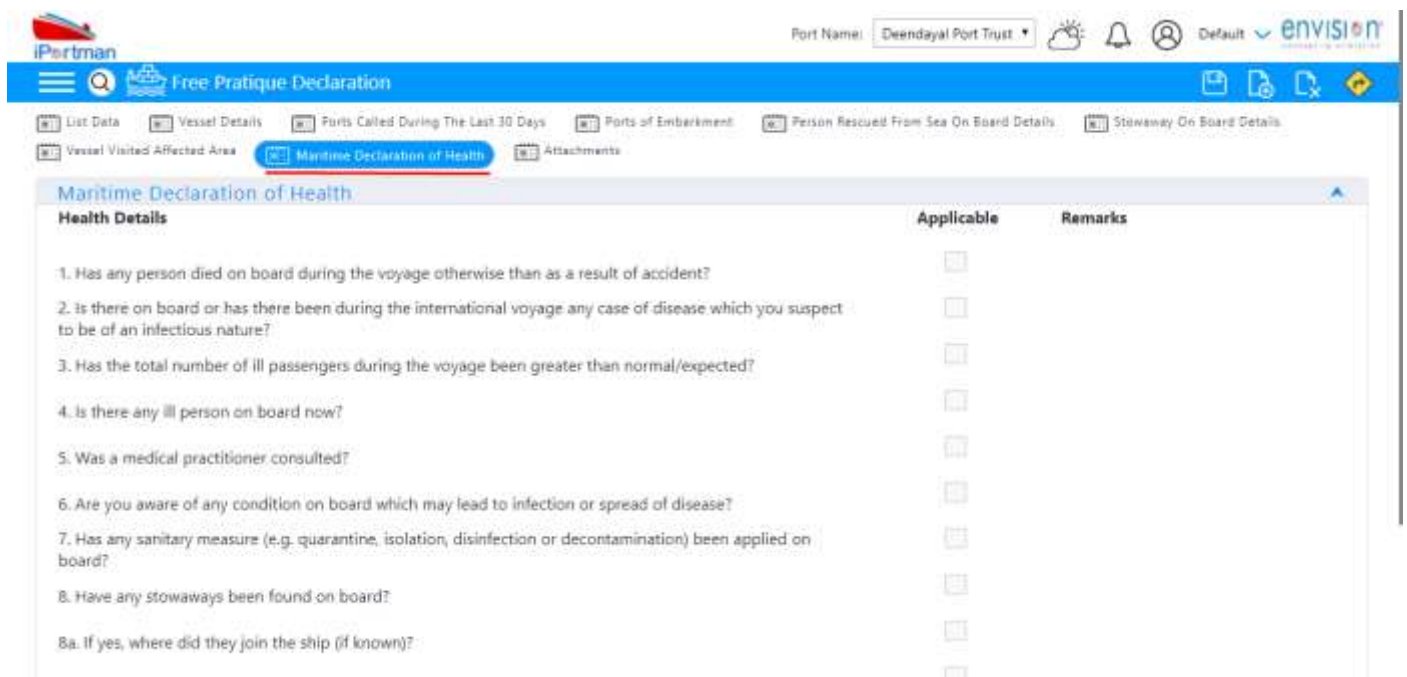 iPortman
Port Name: Deendayal Port Trust
Default
envision
Free Pratique Declaration
List Data Vessel Details Ports Called During The Last 30 Days Ports of Embarkment Person Rescued From Sea On Board Details Stowaway On Board Details
Vessel Visited Affected Area Maritime Declaration of Health Attachments
Maritime Declaration of Health
Health Details Applicable Remarks
1. Has any person died on board during the voyage otherwise than as a result of accident?
2. Is there on board or has there been during the international voyage any case of disease which you suspect
to be of an infectious nature?
3. Has the total number of ill passengers during the voyage been greater than normal/expected?
4. Is there any ill person on board now?
5. Was a medical practitioner consulted?
6. Are you aware of any condition on board which may lead to infection or spread of disease?
7. Has any sanitary measure (e.g. quarantine, isolation, disinfection or decontamination) been applied on
board?
8. Have any stowaways been found on board?
8a. If yes, where did they join the ship (if known)?